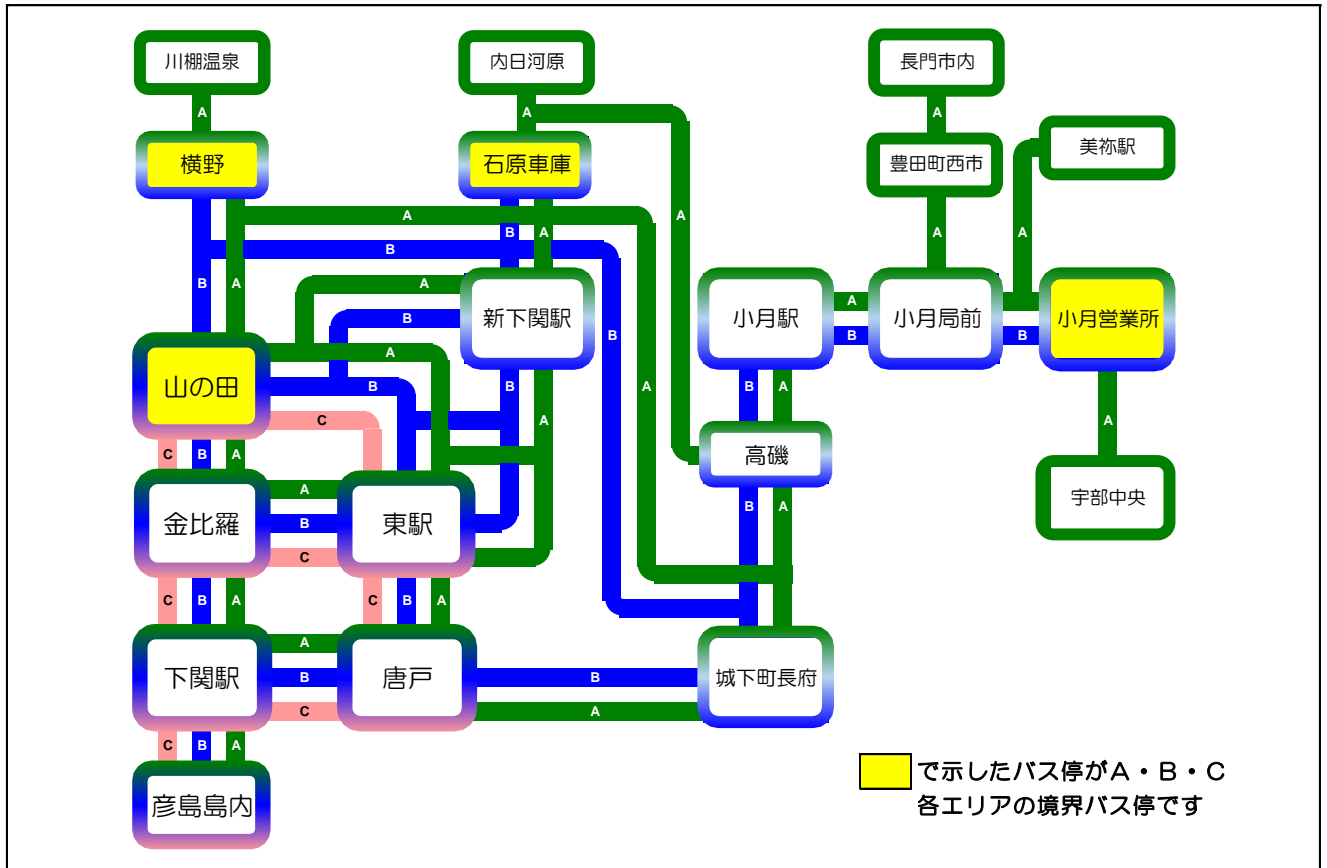 川棚温泉
内日河原
長門市内
A
A
A
横野
石原車庫
豊田町西市
美祢駅
A
A
B
A
A
A
B
B
A
A
B
新下関駅
小月駅
小月局前
小月営業所
A
B
B
B
A
山の田
A
B
B
A
B
A
A
C
高磯
C
B
A
宇部中央
金比羅
A
B
C
東駅
B
A
C
B
A
C
B
A
下関駅
A
B
C
唐戸
B
A
城下町長府
C
B
A
彦島島内
で示したバス停がA・B・C
各エリアの境界バス停です